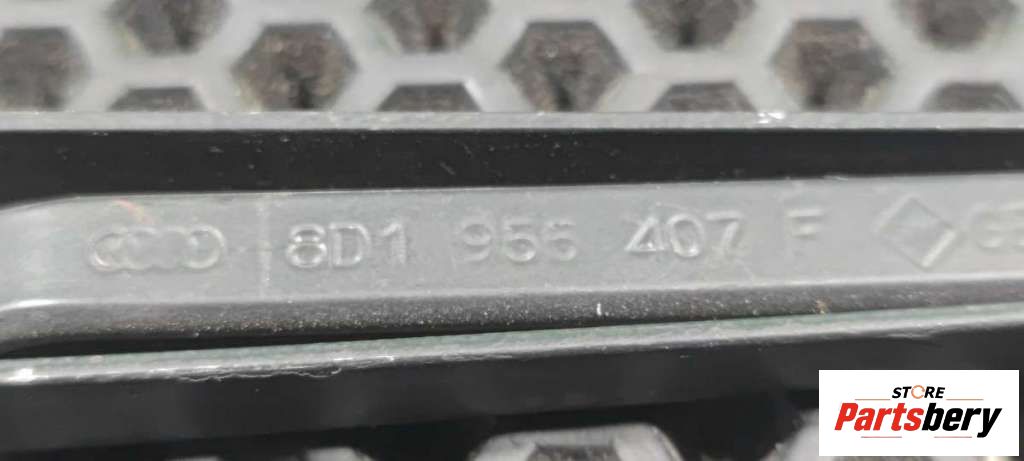 8D1 955 407 F
STORE
Partsbery